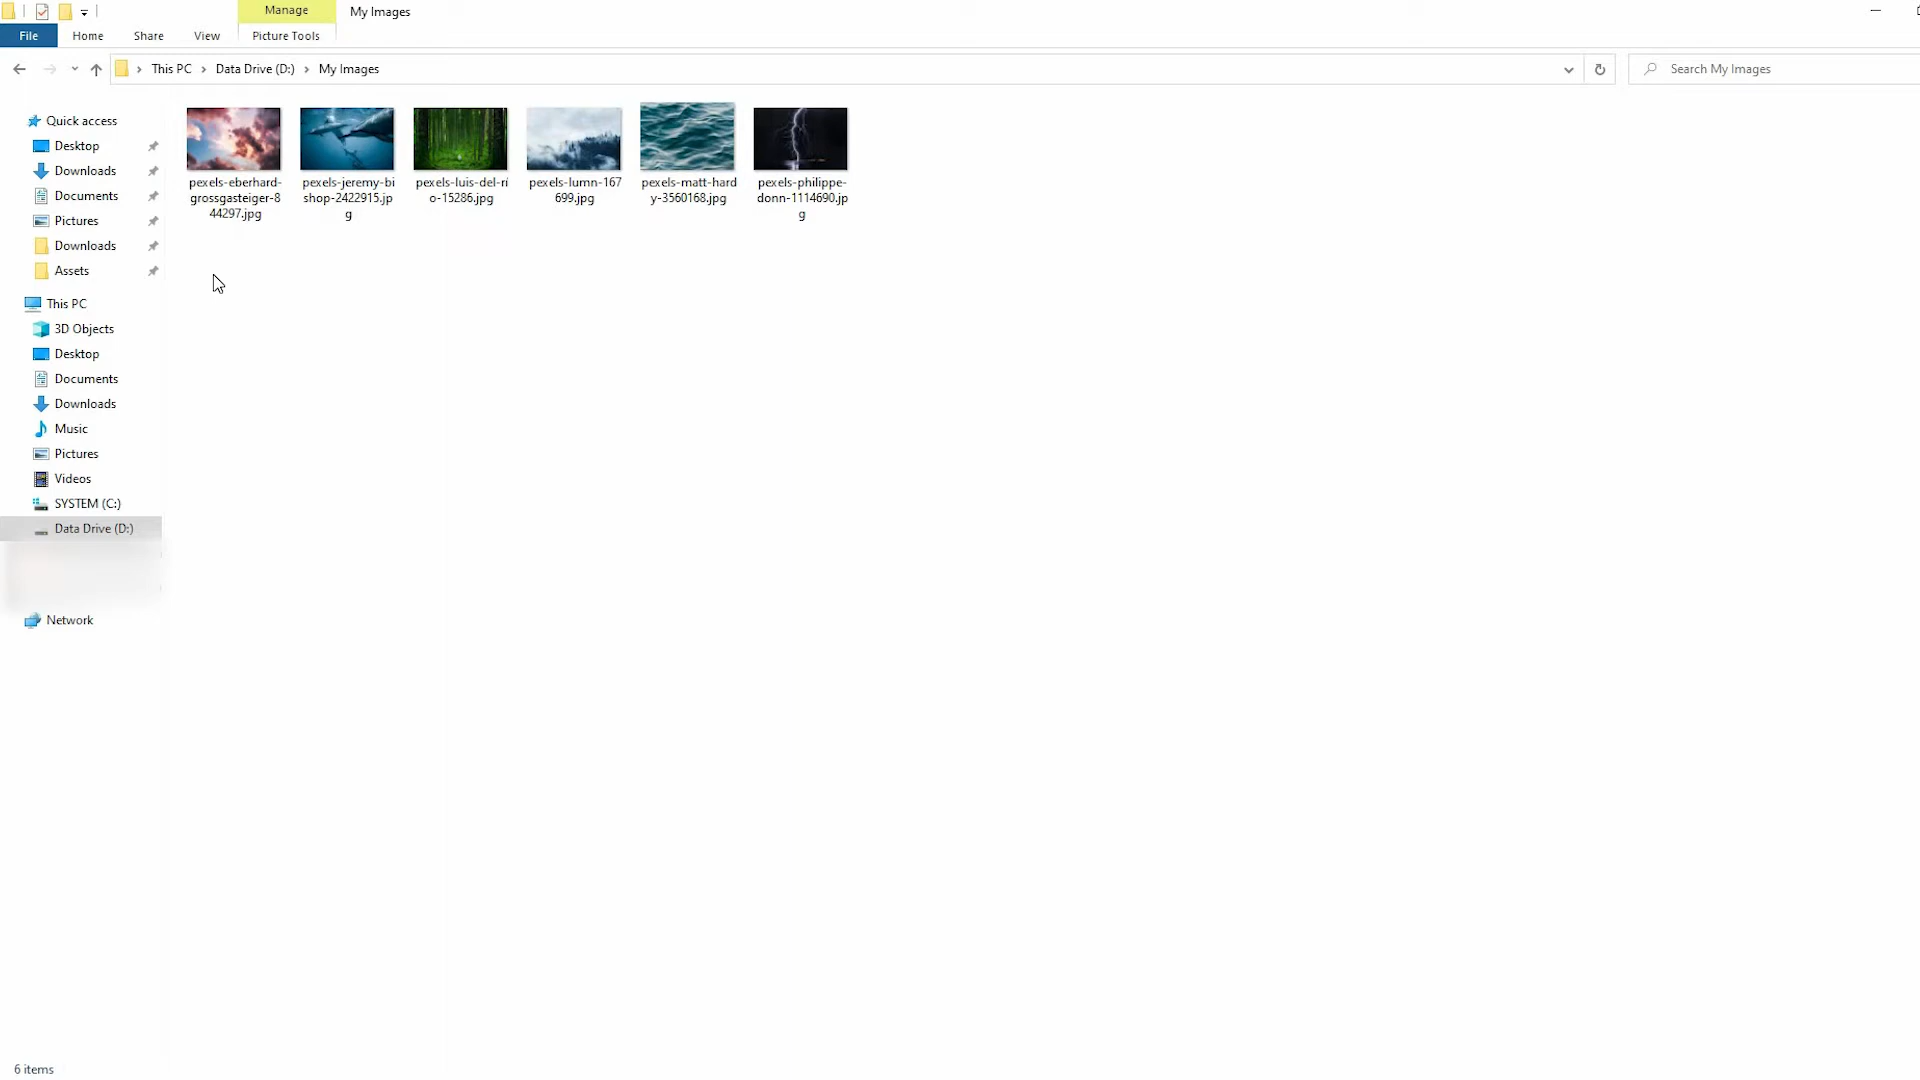 Manage
My Images
File
Home
Share
View
Picture Tools
This PC
Data Drive (D:)
My Images
Search My Images
Quick access
Desktop
Downloads
Documents
Pictures
Downloads
Assets
This PC
3D Objects
Desktop
Documents
Downloads
Music
Pictures
Videos
SYSTEM (C:)
Data Drive (D:)
Network
pexels-eberhard-
grossgasteiger-8
44297.jpg
pexels-jeremy-bi
shop-2422915.jp
g
pexels-luis-del-rí
o-15286.jpg
pexels-lumn-167
699.jpg
pexels-matt-hard
y-3560168.jpg
pexels-philippe-
donn-1114690.jp
g
6 items